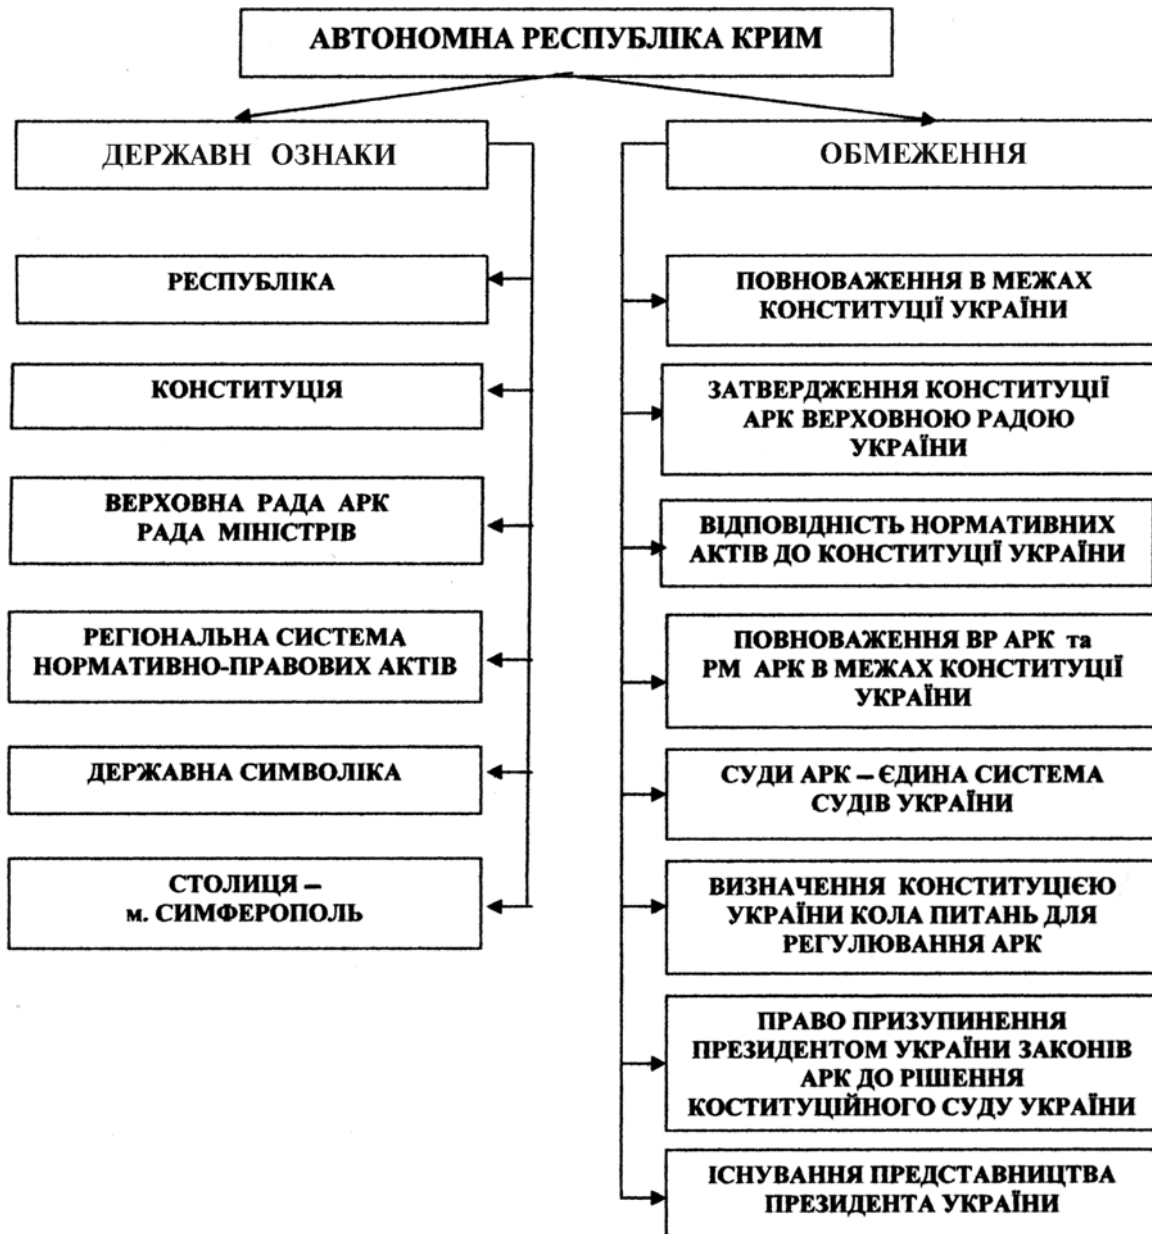 АВТОНОМНА РЕСПУБЛІКА КРИМ
ДЕРЖАВН ОЗНАКИ
РЕСПУБЛІКА
КОНСТИТУЦІЯ
ВЕРХОВНА РАДА АРК
РАДА МІНІСТРІВ
РЕГІОНАЛЬНА СИСТЕМА
НОРМАТИВНО-ПРАВОВИХ АКТІВ
ДЕРЖАВНА СИМВОЛІКА
СТОЛИЦЯ –
м. СИМФЕРОПОЛЬ
ОБМЕЖЕННЯ
ПОВНОВАЖЕННЯ В МЕЖАХ
КОНСТИТУЦІЇ УКРАЇНИ
ЗАТВЕРДЖЕННЯ КОНСТИТУЦІЇ
АРК ВЕРХОВНОЮ РАДОЮ
УКРАЇНИ
ВІДПОВІДНІСТЬ НОРМАТИВНИХ
АКТІВ ДО КОНСТИТУЦІЇ УКРАЇНИ
ПОВНОВАЖЕННЯ ВР АРК та
РМ АРК В МЕЖАХ КОНСТИТУЦІЇ
УКРАЇНИ
СУДИ АРК – ЄДИНА СИСТЕМА
СУДІВ УКРАЇНИ
ВИЗНАЧЕННЯ КОНСТИТУЦІЄЮ
УКРАЇНИ КОЛА ПИТАНЬ ДЛЯ
РЕГУЛЮВАННЯ АРК
ПРАВО ПРИЗУПИНЕННЯ
ПРЕЗИДЕНТОМ УКРАЇНИ ЗАКОНІВ
АРК ДО РІШЕННЯ
КОСТИТУЦІЙНОГО СУДУ УКРАЇНИ
ІСНУВАННЯ ПРЕДСТАВНИЦТВА
ПРЕЗИДЕНТА УКРАЇНИ